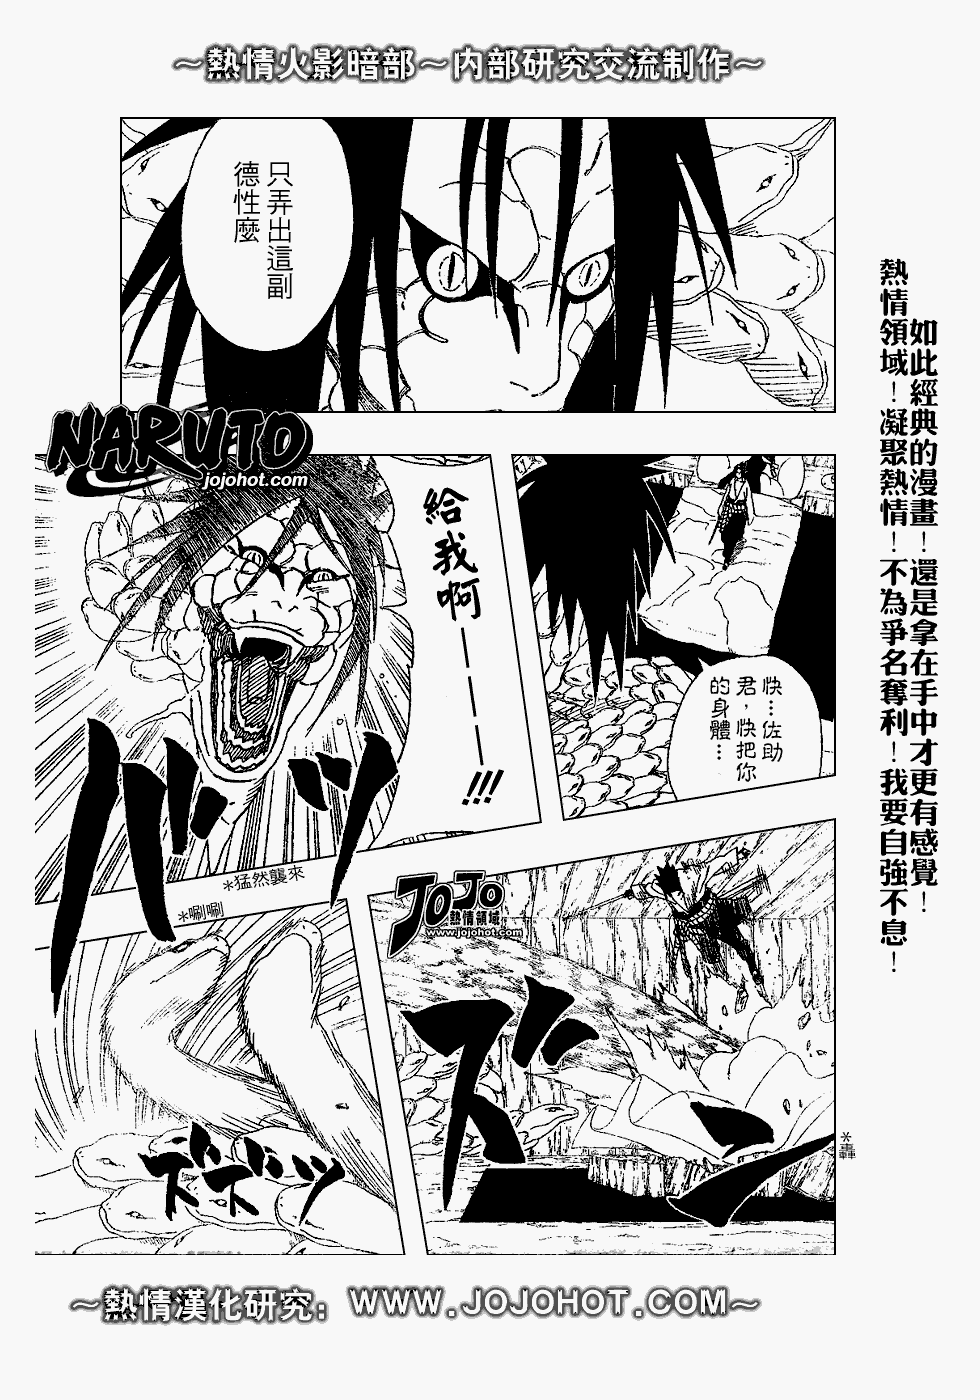 ～熱情火影暗部～内部研究交流制作～
只弄出這副
德性麼
NARUTO
jojohot.com
快…佐助
君，快把你
的身體…
給我啊——————!!!
バッ
*猛然襲來
*唰唰
ズズズッ
JOJO
熱情領域
www.jojohot.com
ズズッ
*轟
如此經典的漫畫！還是拿在手中才更有感覺！
熱情領域！凝聚熱情！不為爭名奪利！我要自強不息！
～熱情漢化研究：WWW.JOJOHOT.COM～